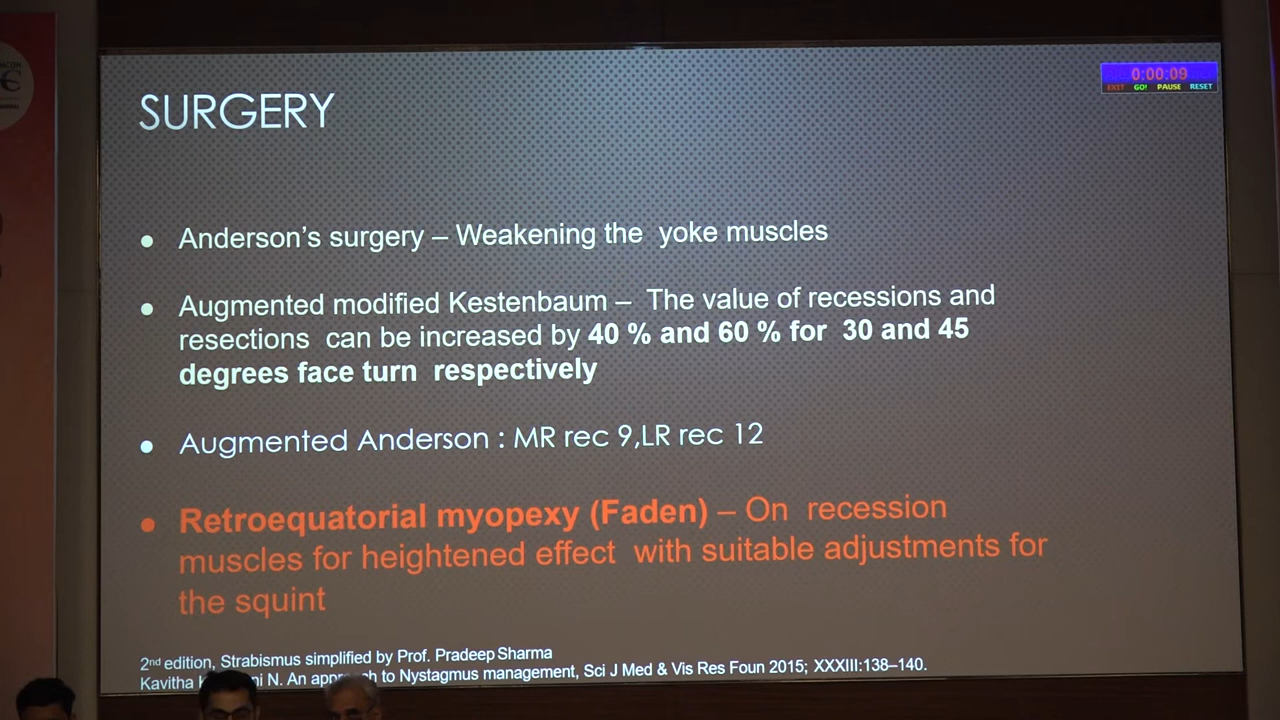 0:00:09
EXIT GO! PAUSE RESET
SURGERY
● Anderson's surgery – Weakening the yoke muscles
● Augmented modified Kestenbaum – The value of recessions and
resections can be increased by 40 % and 60 % for 30 and 45
degrees face turn respectively
● Augmented Anderson : MR rec 9,LR rec 12
● Retroequatorial myopexy (Faden) – On recession
muscles for heightened effect with suitable adjustments for
the squint
2nd edition, Strabismus simplified by Prof. Pradeep Sharma
Kavitha N. An to Nystagmus management, Sci J Med & Vis Res Foun 2015; XXXIII:138–140.